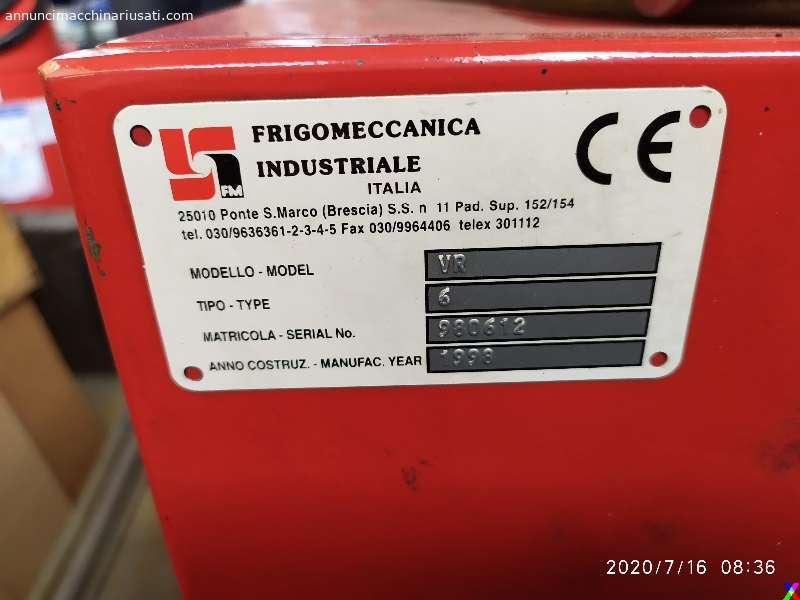 annuncimacchinariusati.com
FRIGOMECCANICA
INDUSTRIALE
ITALIA
FM
CE
25010 Ponte S.Marco (Brescia) S.S. n 11 Pad. Sup. 152/154
tel. 030/9636361-2-3-4-5 Fax 030/9964406 telex 301112
MODELLO - MODEL VR
TIPO - TYPE 6
MATRICOLA - SERIAL No. 980612
ANNO COSTRUZ. - MANUFAC. YEAR 1998
2020/7/16 08:36